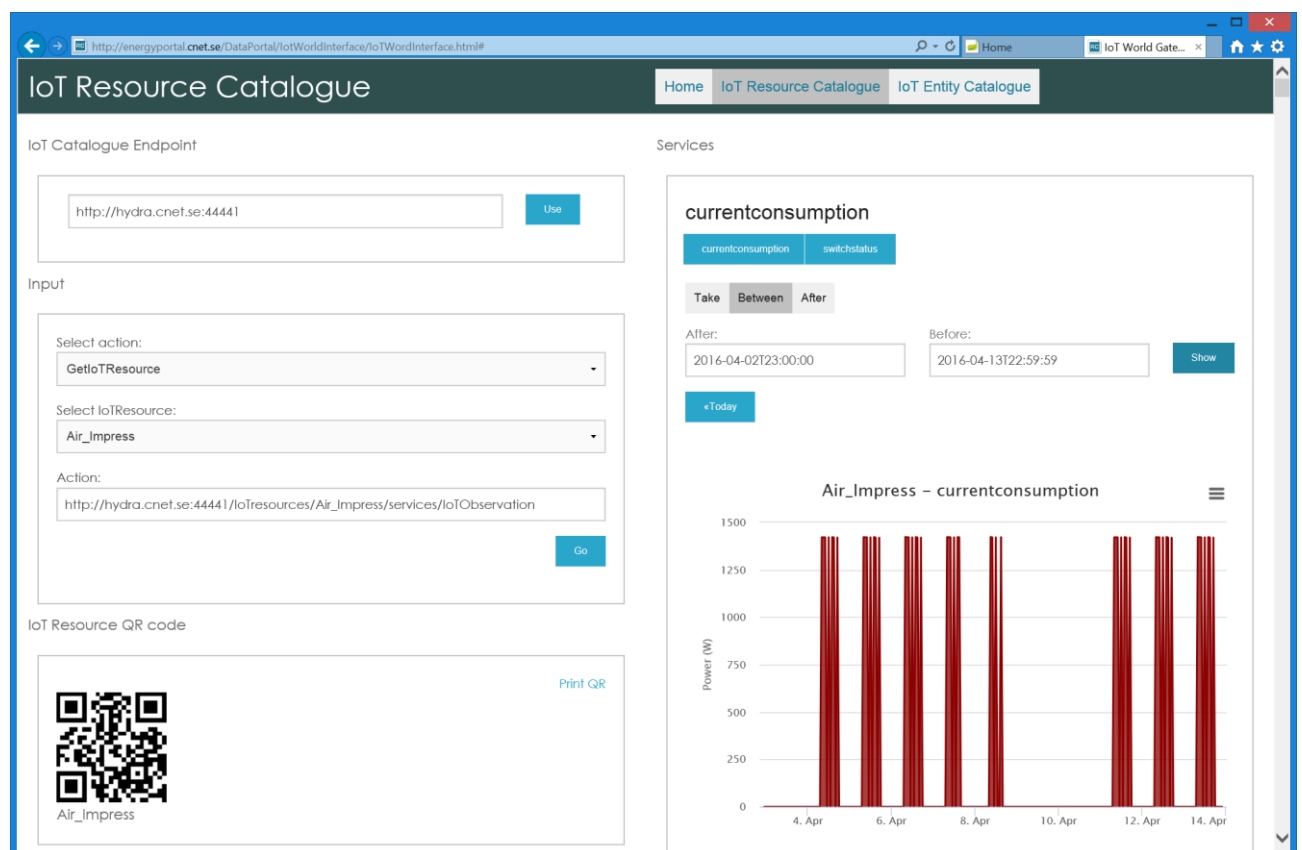 http://energyportal.cnet.se/DataPortal/IotWorldInterface/IoTWordInterface.html#
Home
IoT World Gate...
IoT Resource Catalogue
Home IoT Resource Catalogue IoT Entity Catalogue
IoT Catalogue Endpoint
http://hydra.cnet.se:44441
Use
Input
Select action:
GetIoTResource
Select IoTResource:
Air_Impress
Action:
http://hydra.cnet.se:44441/IoTresources/Air_Impress/services/IoTObservation
Go
IoT Resource QR code
Print QR
Air_Impress
Services
currentconsumption
currentconsumption switchstatus
Take Between After
After: Before:
2016-04-02T23:00:00 2016-04-13T22:59:59 Show
«Today
Air_Impress – currentconsumption
1500
1250
1000
750
500
250
0
Power (W)
4. Apr 6. Apr 8. Apr 10. Apr 12. Apr 14. Apr